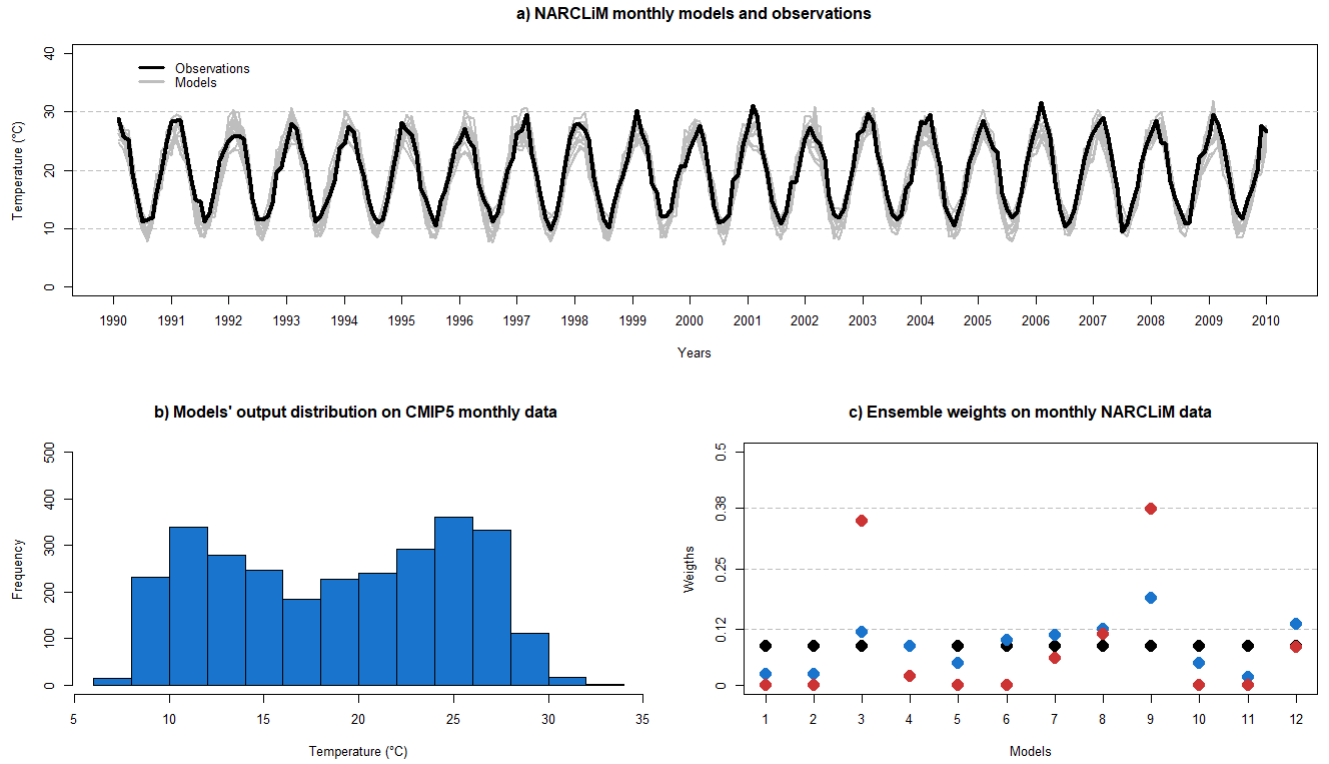 a) NARCLiM monthly models and observations
40
30
20
10
0
Temperature (°C)
Observations
Models
1990 1991 1992 1993 1994 1995 1996 1997 1998 1999 2000 2001 2002 2003 2004 2005 2006 2007 2008 2009 2010
Years
b) Models' output distribution on CMIP5 monthly data
500
400
300
200
100
0
Frequency
5 10 15 20 25 30 35
Temperature (°C)
c) Ensemble weights on monthly NARCLiM data
0.5
0.38
0.25
0.12
0
Weigths
1 2 3 4 5 6 7 8 9 10 11 12
Models